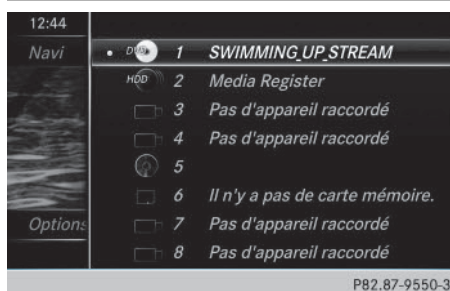 12:44
Navi
• DVD 1 SWIMMING_UP_STREAM
HDD 2 Media Register
3 Pas d'appareil raccordé
4 Pas d'appareil raccordé
5
6 Il n'y a pas de carte mémoire.
Options
7 Pas d'appareil raccordé
8 Pas d'appareil raccordé
P82.87-9550-3